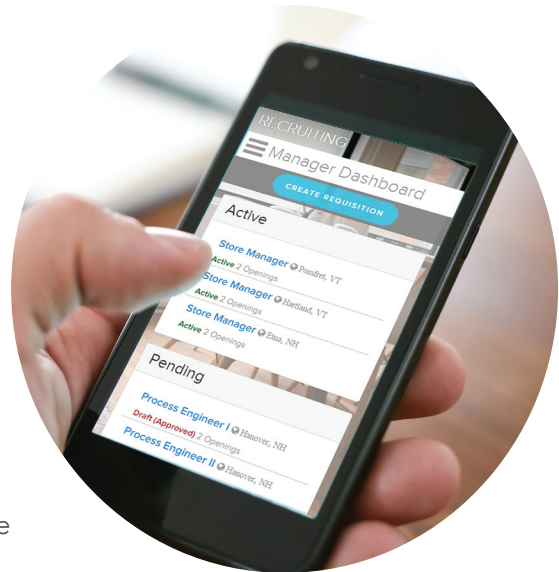 RECRUITING
Manager Dashboard
CREATE REQUISITION
Active
Store Manager Pomfret, VT
Active 2 Openings
Store Manager Hartland, VT
Active 2 Openings
Store Manager Etna, NH
Active 2 Openings
Pending
Process Engineer I Hanover, NH
Draft (Approved) 2 Openings
Process Engineer II Hanover, NH
e